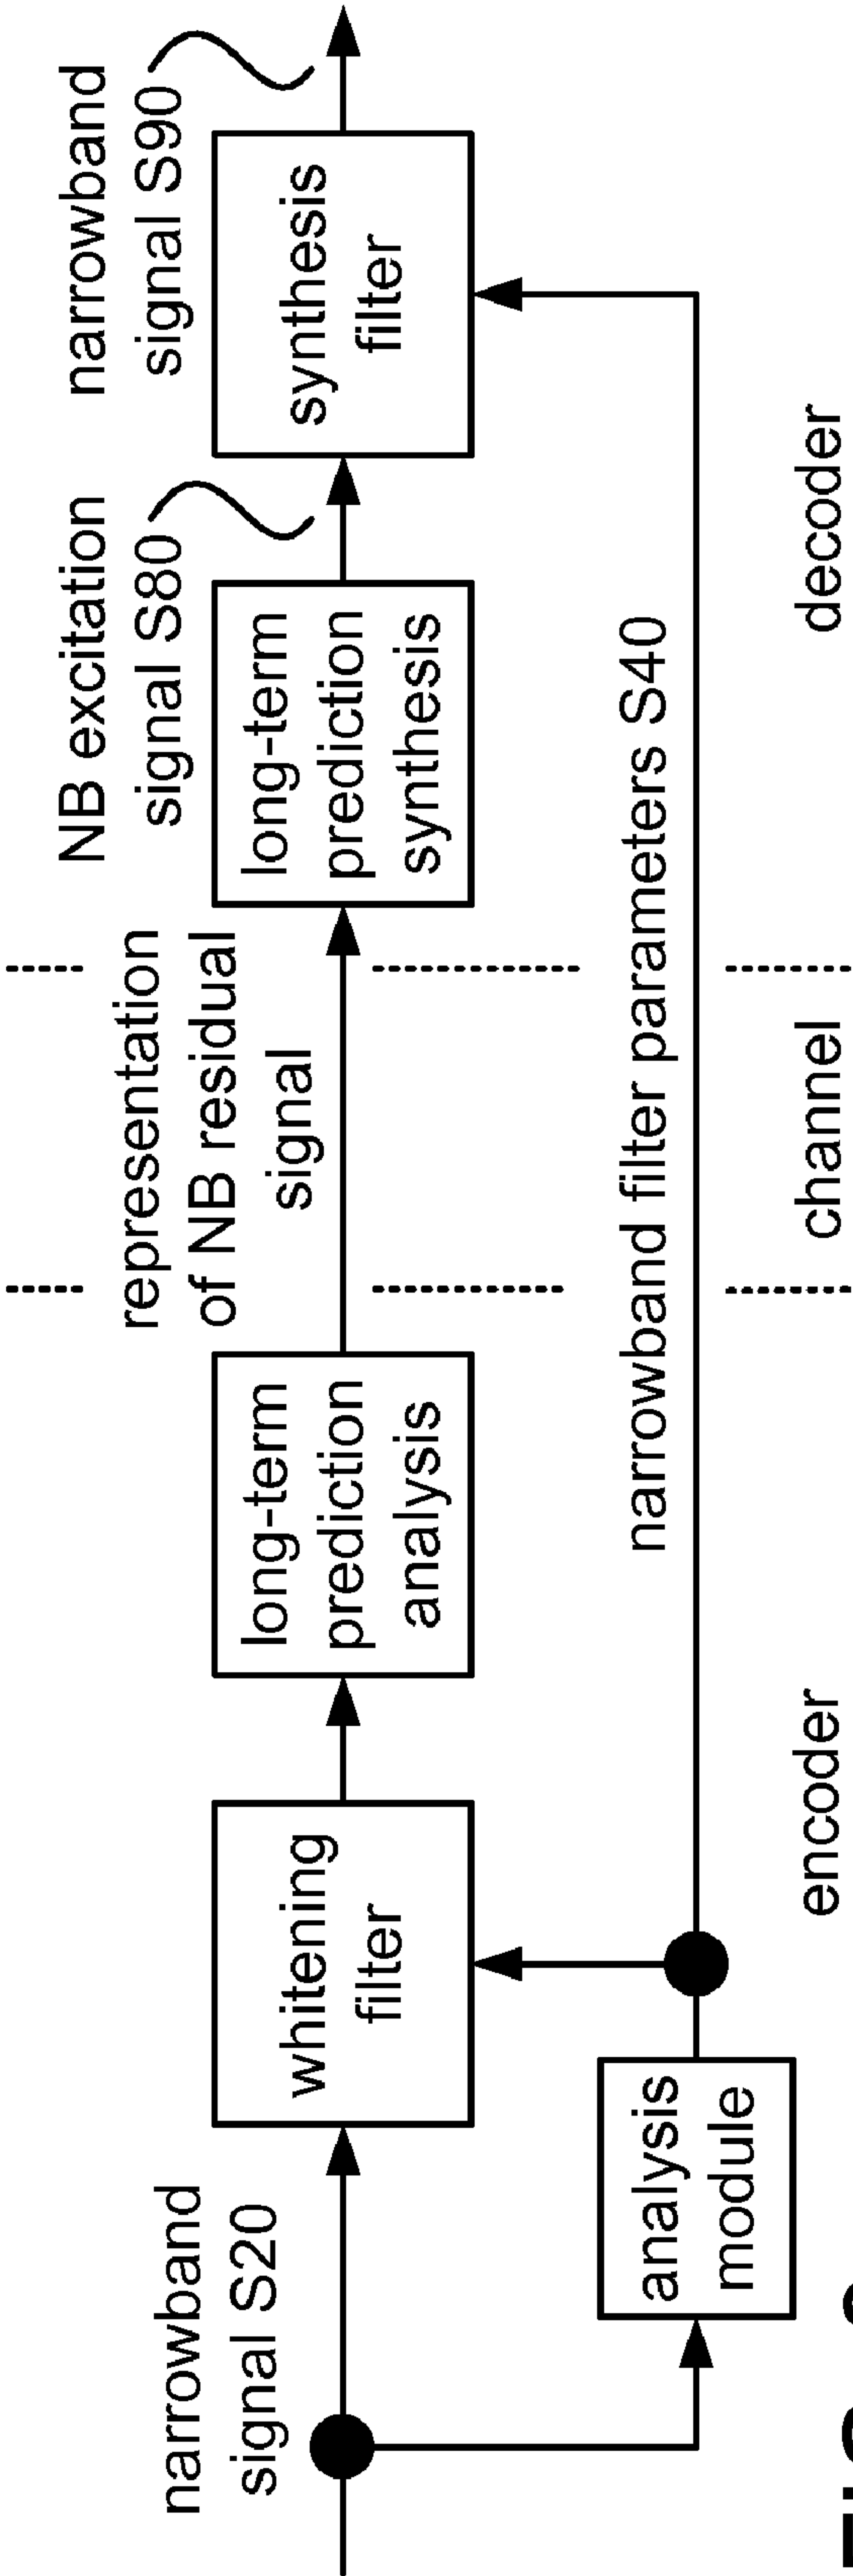 narrowband
signal S20
whitening
filter
analysis
module
long-term
prediction
analysis
representation
of NB residual
signal
narrowband filter parameters S40
long-term
prediction
synthesis
NB excitation
signal S80
synthesis
filter
narrowband
signal S90
encoder
channel
decoder